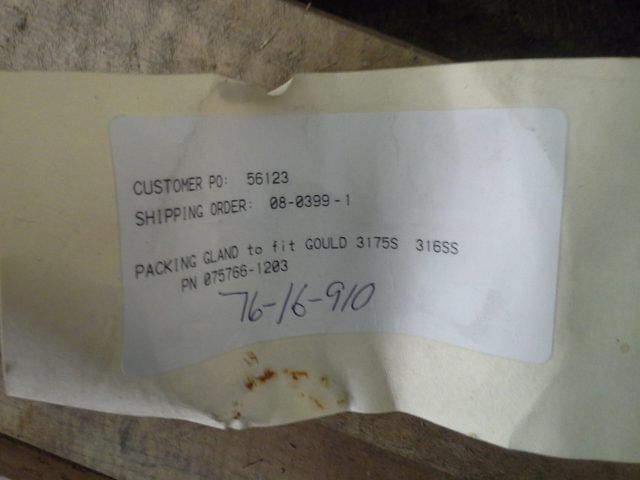 CUSTOMER PO: 56123
SHIPPING ORDER: 08-0399-1
PACKING GLAND to fit GOULD 3175S 316SS
PN 075766-1203
76-16-910